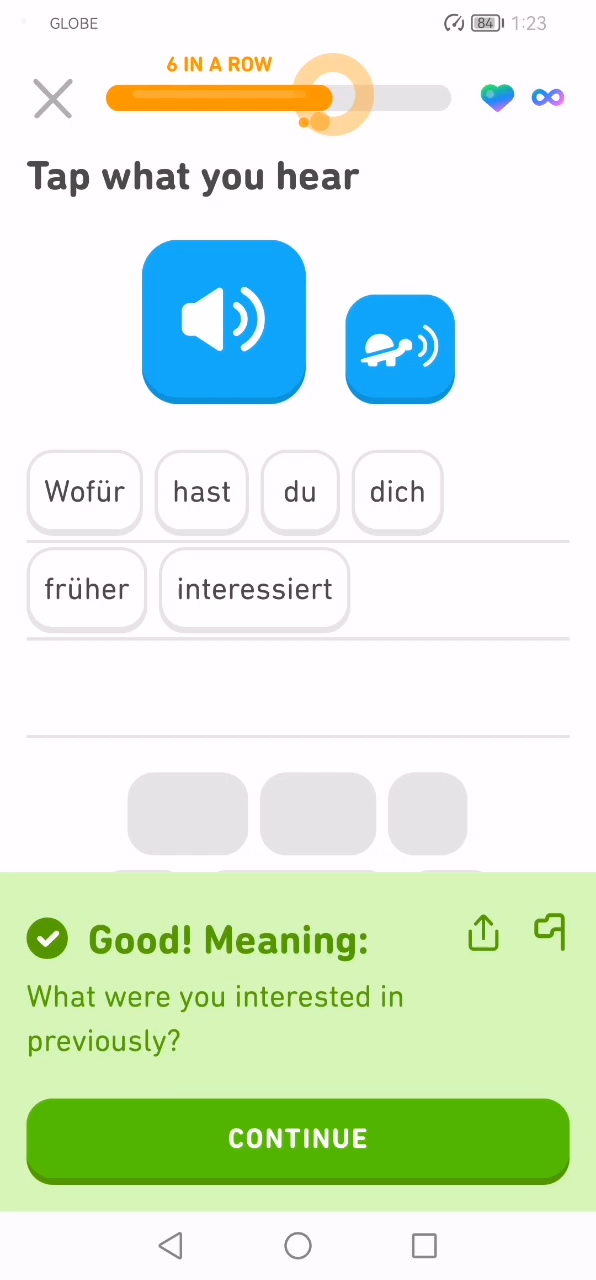 GLOBE 84 1:23
6 IN A ROW
Tap what you hear
Wofür hast du dich
früher interessiert
Good! Meaning:
What were you interested in
previously?
CONTINUE